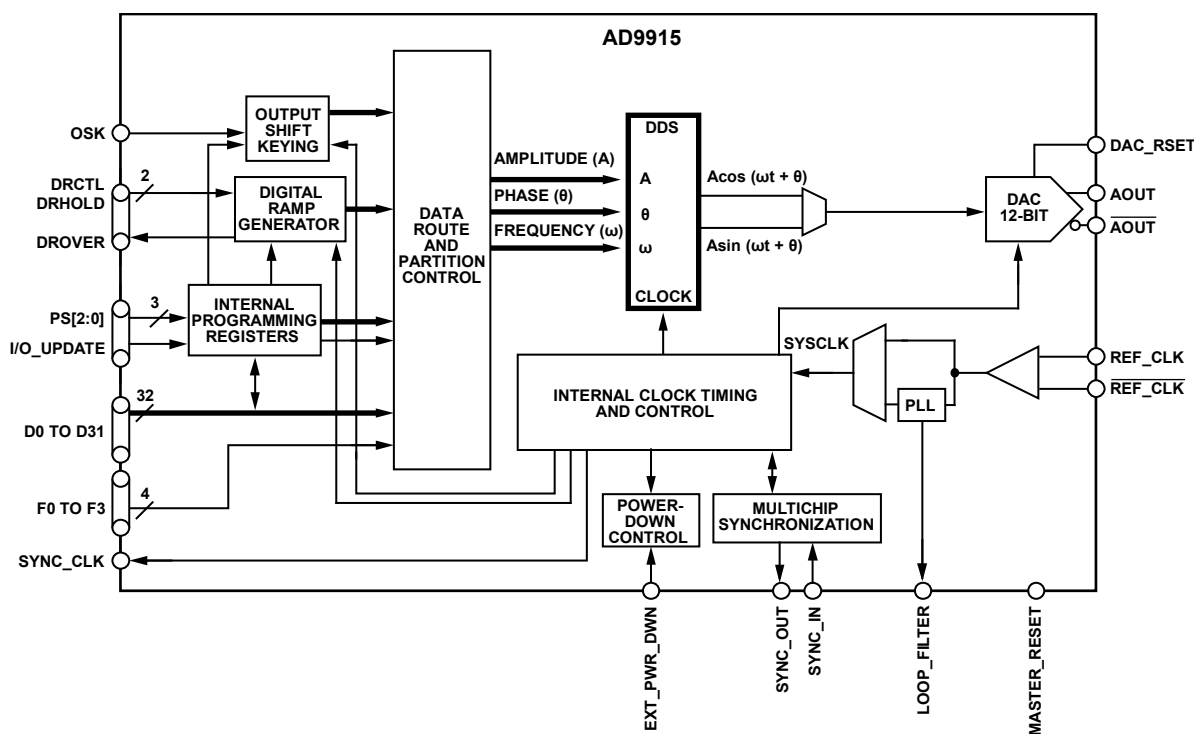 AD9915
OSK
OUTPUT
SHIFT
KEYING
DRCTL
DRHOLD
2
DROVER
DIGITAL
RAMP
GENERATOR
PS[2:0]
3
I/O_UPDATE
INTERNAL
PROGRAMMING
REGISTERS
32
D0 TO D31
4
F0 TO F3
SYNC_CLK
DATA
ROUTE
AND
PARTITION
CONTROL
AMPLITUDE (A)
PHASE (θ)
FREQUENCY (ω)
DDS
A
θ
ω
CLOCK
Acos (ωt + θ)
Asin (ωt + θ)
DAC
12-BIT
DAC_RSET
AOUT
AOUT
SYSCLK
PLL
REF_CLK
REF_CLK
INTERNAL CLOCK TIMING
AND CONTROL
POWER-
DOWN
CONTROL
MULTICHIP
SYNCHRONIZATION
EXT_PWR_DWN
SYNC_OUT
SYNC_IN
LOOP_FILTER
MASTER_RESET